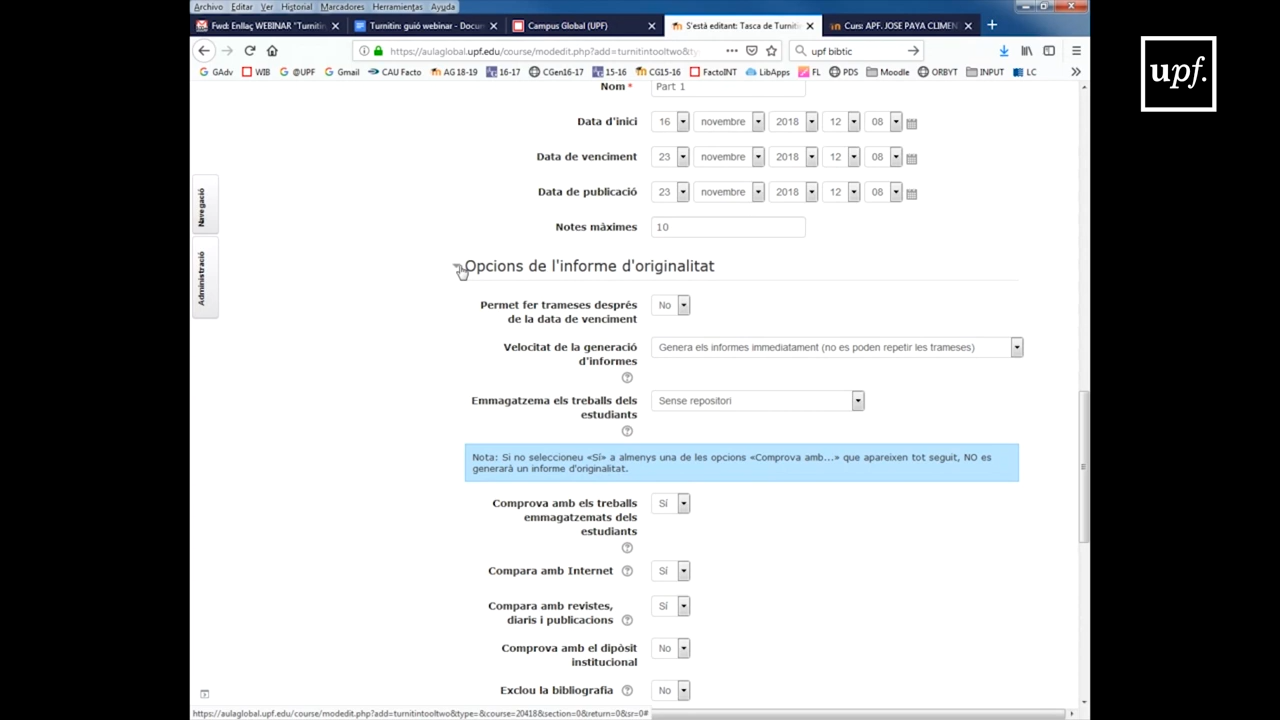 Archivo Editar Ver Historial Marcadores Herramientas Ayuda
Fwd: Enllaç WEBINAR "Turnitin
Turnitin: guió webinar - Docu
Campus Global (UPF)
S'està editant: Tasca de Turniti
Curs: APF. JOSE PAYA CLIMEN
https://aulaglobal.upf.edu/course/modedit.php?add=turnitintooltwo&ty
upf bibtic
GAdv WIB @UPF Gmail CAU Facto AG 18-19 16-17 CGen16-17 15-16 CG15-16 FactoINT LibApps FL PDS Moodle ORBYT INPUT LC
upf.
Nom * Part 1
Data d'inici 16 novembre 2018 12 08
Data de venciment 23 novembre 2018 12 08
Data de publicació 23 novembre 2018 12 08
Notes màximes 10
Navegació
Administració
Opcions de l'informe d'originalitat
Permet fer trameses després No
de la data de venciment
Velocitat de la generació Genera els informes immediatament (no es poden repetir les trameses)
d'informes
Emmagatzema els treballs dels Sense repositori
estudiants
Nota: Si no seleccioneu «Sí» a almenys una de les opcions «Comprova amb...» que apareixen tot seguit, NO es
generarà un informe d'originalitat.
Comprova amb els treballs Sí
emmagatzemats dels
estudiants
Compara amb Internet Sí
Compara amb revistes, Sí
diaris i publicacions
Comprova amb el dipòsit No
institucional
Exclou la bibliografia No
https://aulaglobal.upf.edu/course/modedit.php?add=turnitintooltwo&type=&course=20418&section=0&return=0&sr=0#